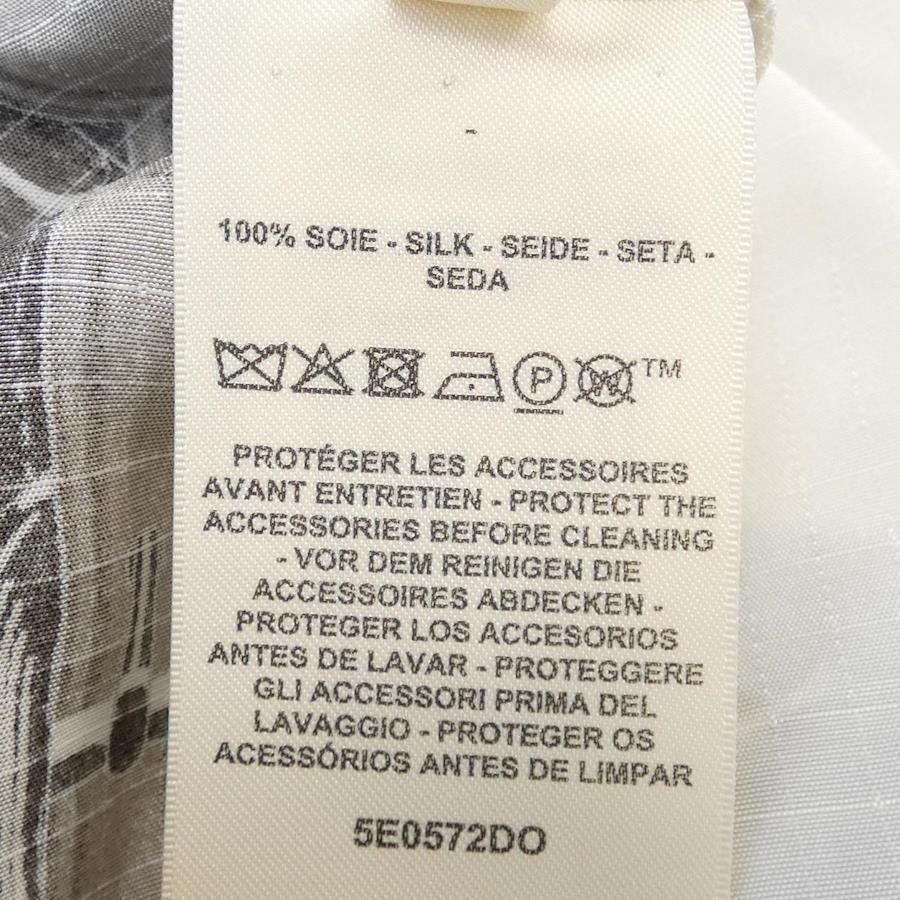 100% SOIE - SILK - SEIDE - SETA -
SEDA
P W TM
PROTÉGER LES ACCESSOIRES
AVANT ENTRETIEN - PROTECT THE
ACCESSORIES BEFORE CLEANING
- VOR DEM REINIGEN DIE
ACCESSOIRES ABDECKEN -
PROTEGER LOS ACCESORIOS
ANTES DE LAVAR - PROTEGGERE
GLI ACCESSORI PRIMA DEL
LAVAGGIO - PROTEGER OS
ACESSÓRIOS ANTES DE LIMPAR
5E0572DO